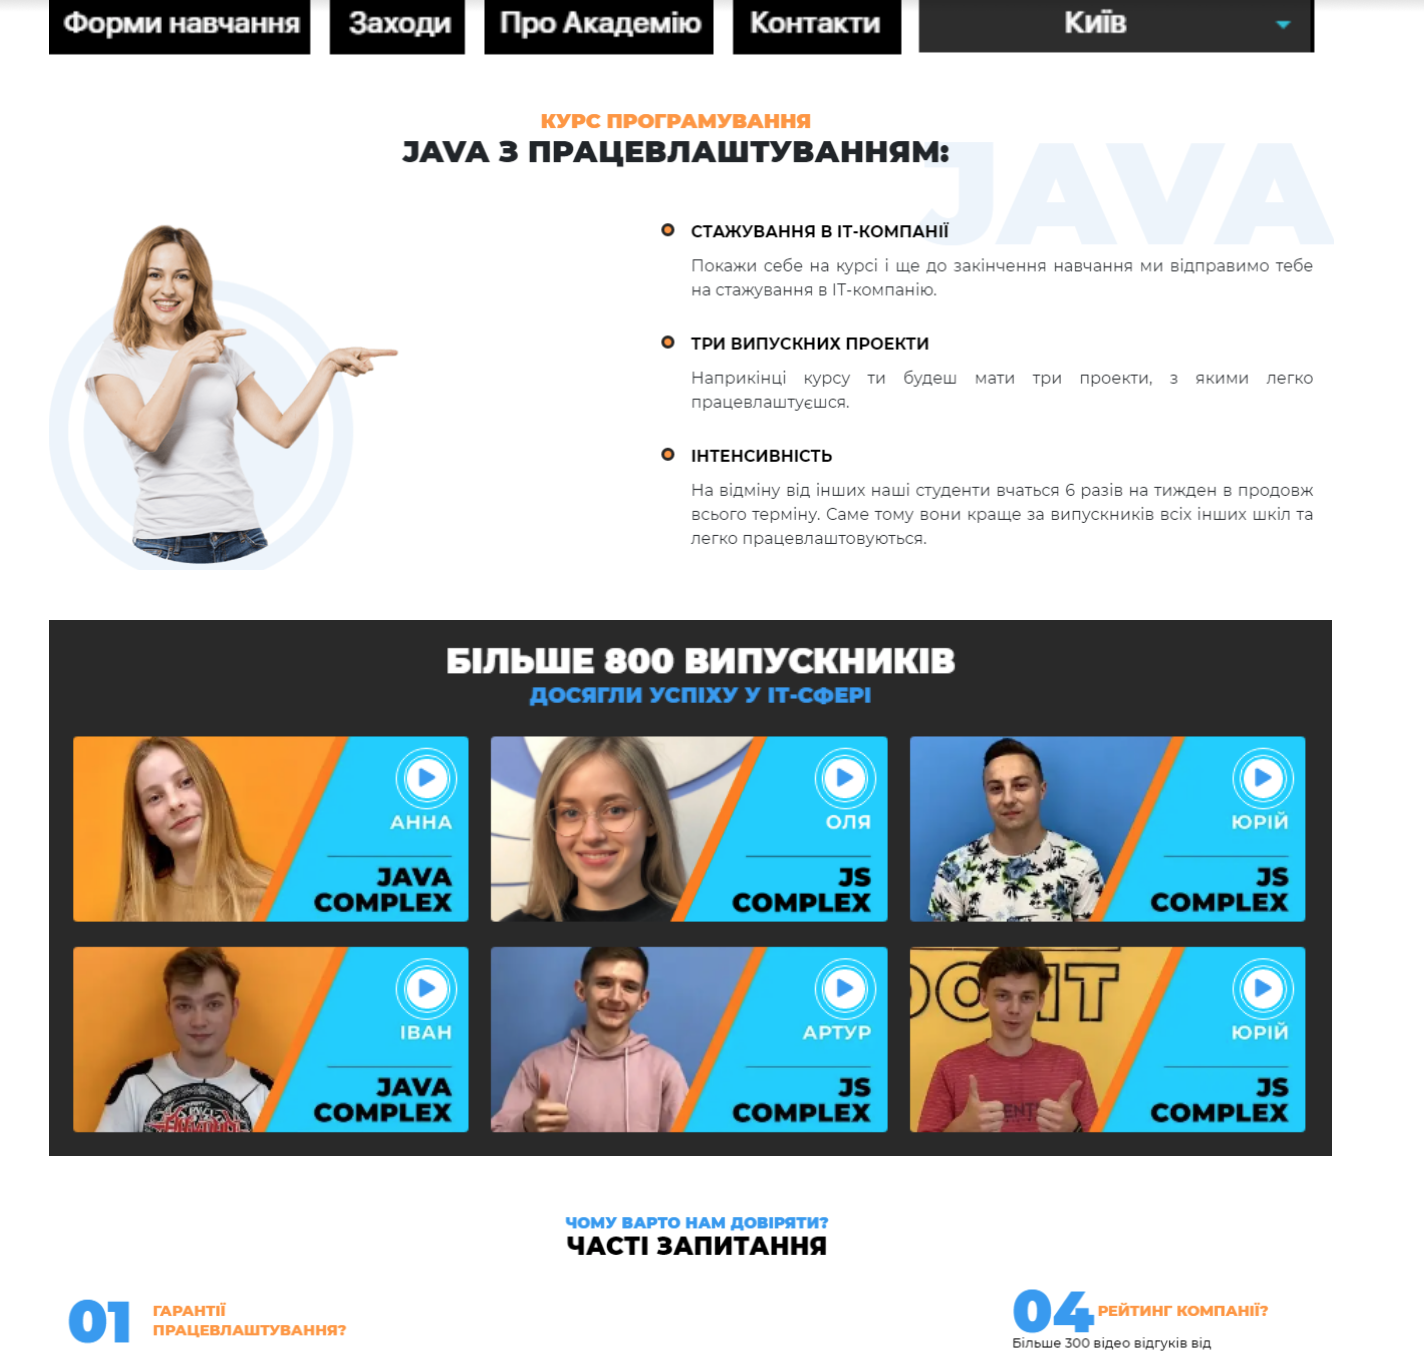 Форми навчання
Заходи
Про Академію
Контакти
Київ
КУРС ПРОГРАМУВАННЯ
JAVA З ПРАЦЕВЛАШТУВАННЯМ:
JAVA
СТАЖУВАННЯ В ІТ-КОМПАНІЇ
Покажи себе на курсі і ще до закінчення навчання ми відправимо тебе
на стажування в ІТ-компанію.
ТРИ ВИПУСКНИХ ПРОЕКТИ
Наприкінці курсу ти будеш мати три проекти, з якими легко
працевлаштуєшся.
ІНТЕНСИВНІСТЬ
На відміну від інших наші студенти вчаться 6 разів на тижден в продовж
всього терміну. Саме тому вони краще за випускників всіх інших шкіл та
легко працевлаштовуються.
БІЛЬШЕ 800 ВИПУСКНИКІВ
ДОСЯГЛИ УСПІХУ У ІТ-СФЕРІ
АННА
JAVA
COMPLEX
ОЛЯ
JS
COMPLEX
ЮРІЙ
JS
COMPLEX
ІВАН
JAVA
COMPLEX
АРТУР
JS
COMPLEX
ЮРІЙ
JS
COMPLEX
ЧОМУ ВАРТО НАМ ДОВІРЯТИ?
ЧАСТІ ЗАПИТАННЯ
01
ГАРАНТІЇ
ПРАЦЕВЛАШТУВАННЯ?
04 РЕЙТИНГ КОМПАНІЇ?
Більше 300 відео відгуків від